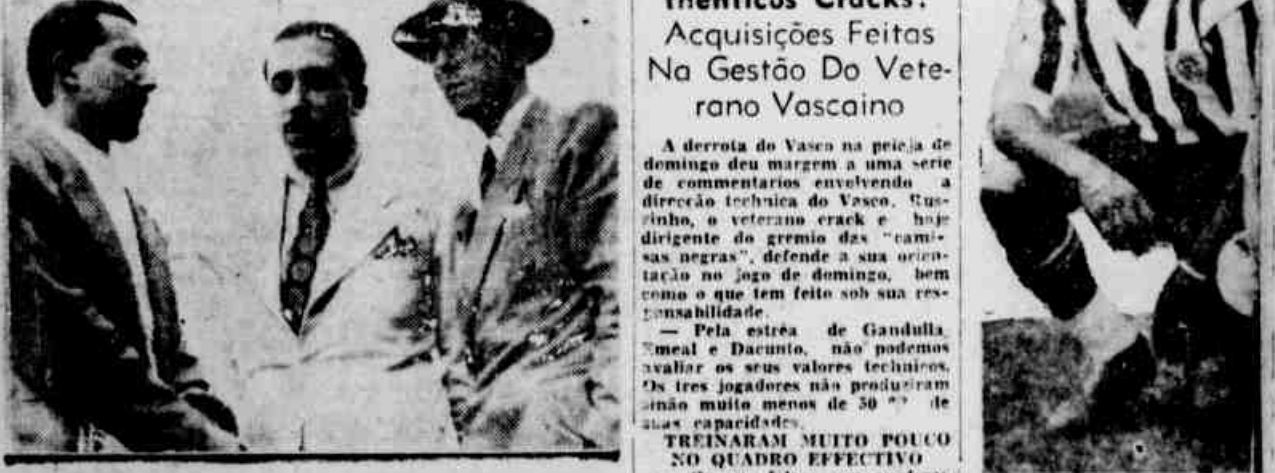 thenticos Cracks!
Acquisições Feitas
Na Gestão Do Vete-
rano Vascaino
A derrota do Vasco na peleja de
domingo deu margem a uma serie
de commentarios envolvendo a
direcção technica do Vasco. Rus-
sinho, o veterano crack e hoje
dirigente do gremio das "cami-
sas negras", defende a sua orien-
tação no jogo de domingo, bem
como o que tem feito sob sua res-
ponsabilidade.
— Pela estréa de Gandulla
Emeal e Dacunto, não podemos
avaliar os seus valores technicos.
Os tres jogadores não produziram
sinão muito menos de 50 de
suas capacidades.
TREINARAM MUITO POUCO
NO QUADRO EFFECTIVO